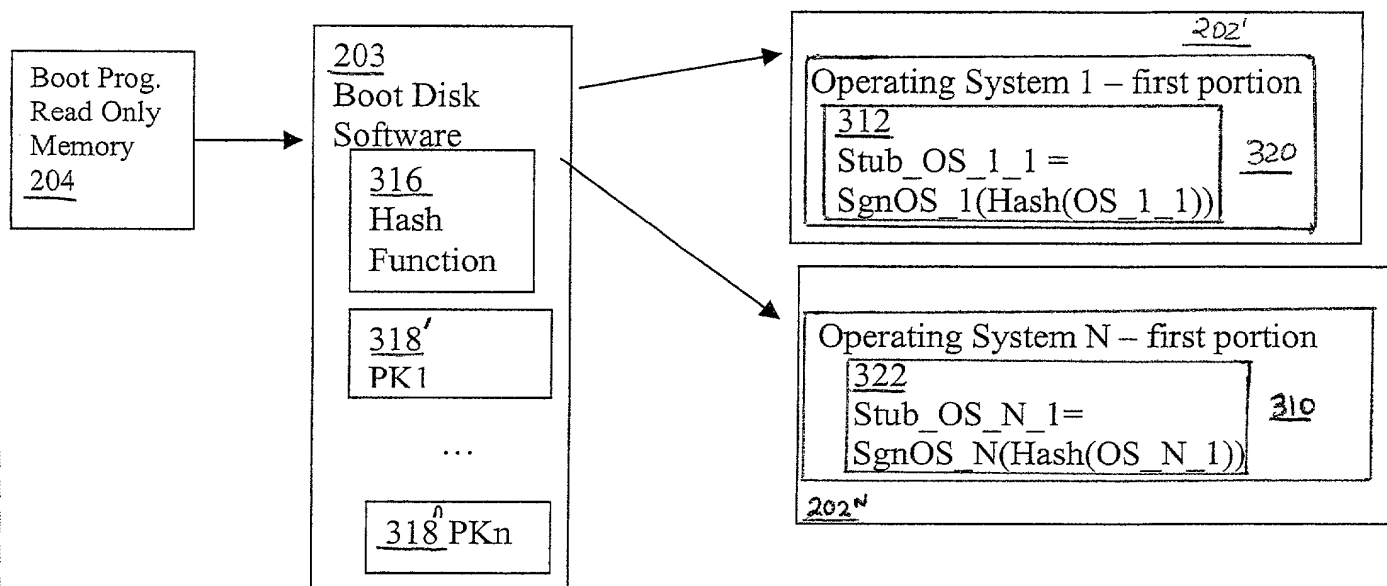 Boot Prog.
Read Only
Memory
204
203
Boot Disk
Software
316
Hash
Function
318'
PK1
...
318ⁿ PKn
202'
Operating System 1 – first portion
312
Stub_OS_1_1 =
SgnOS_1(Hash(OS_1_1))
320
Operating System N – first portion
322
Stub_OS_N_1=
SgnOS_N(Hash(OS_N_1))
310
202ᴺ